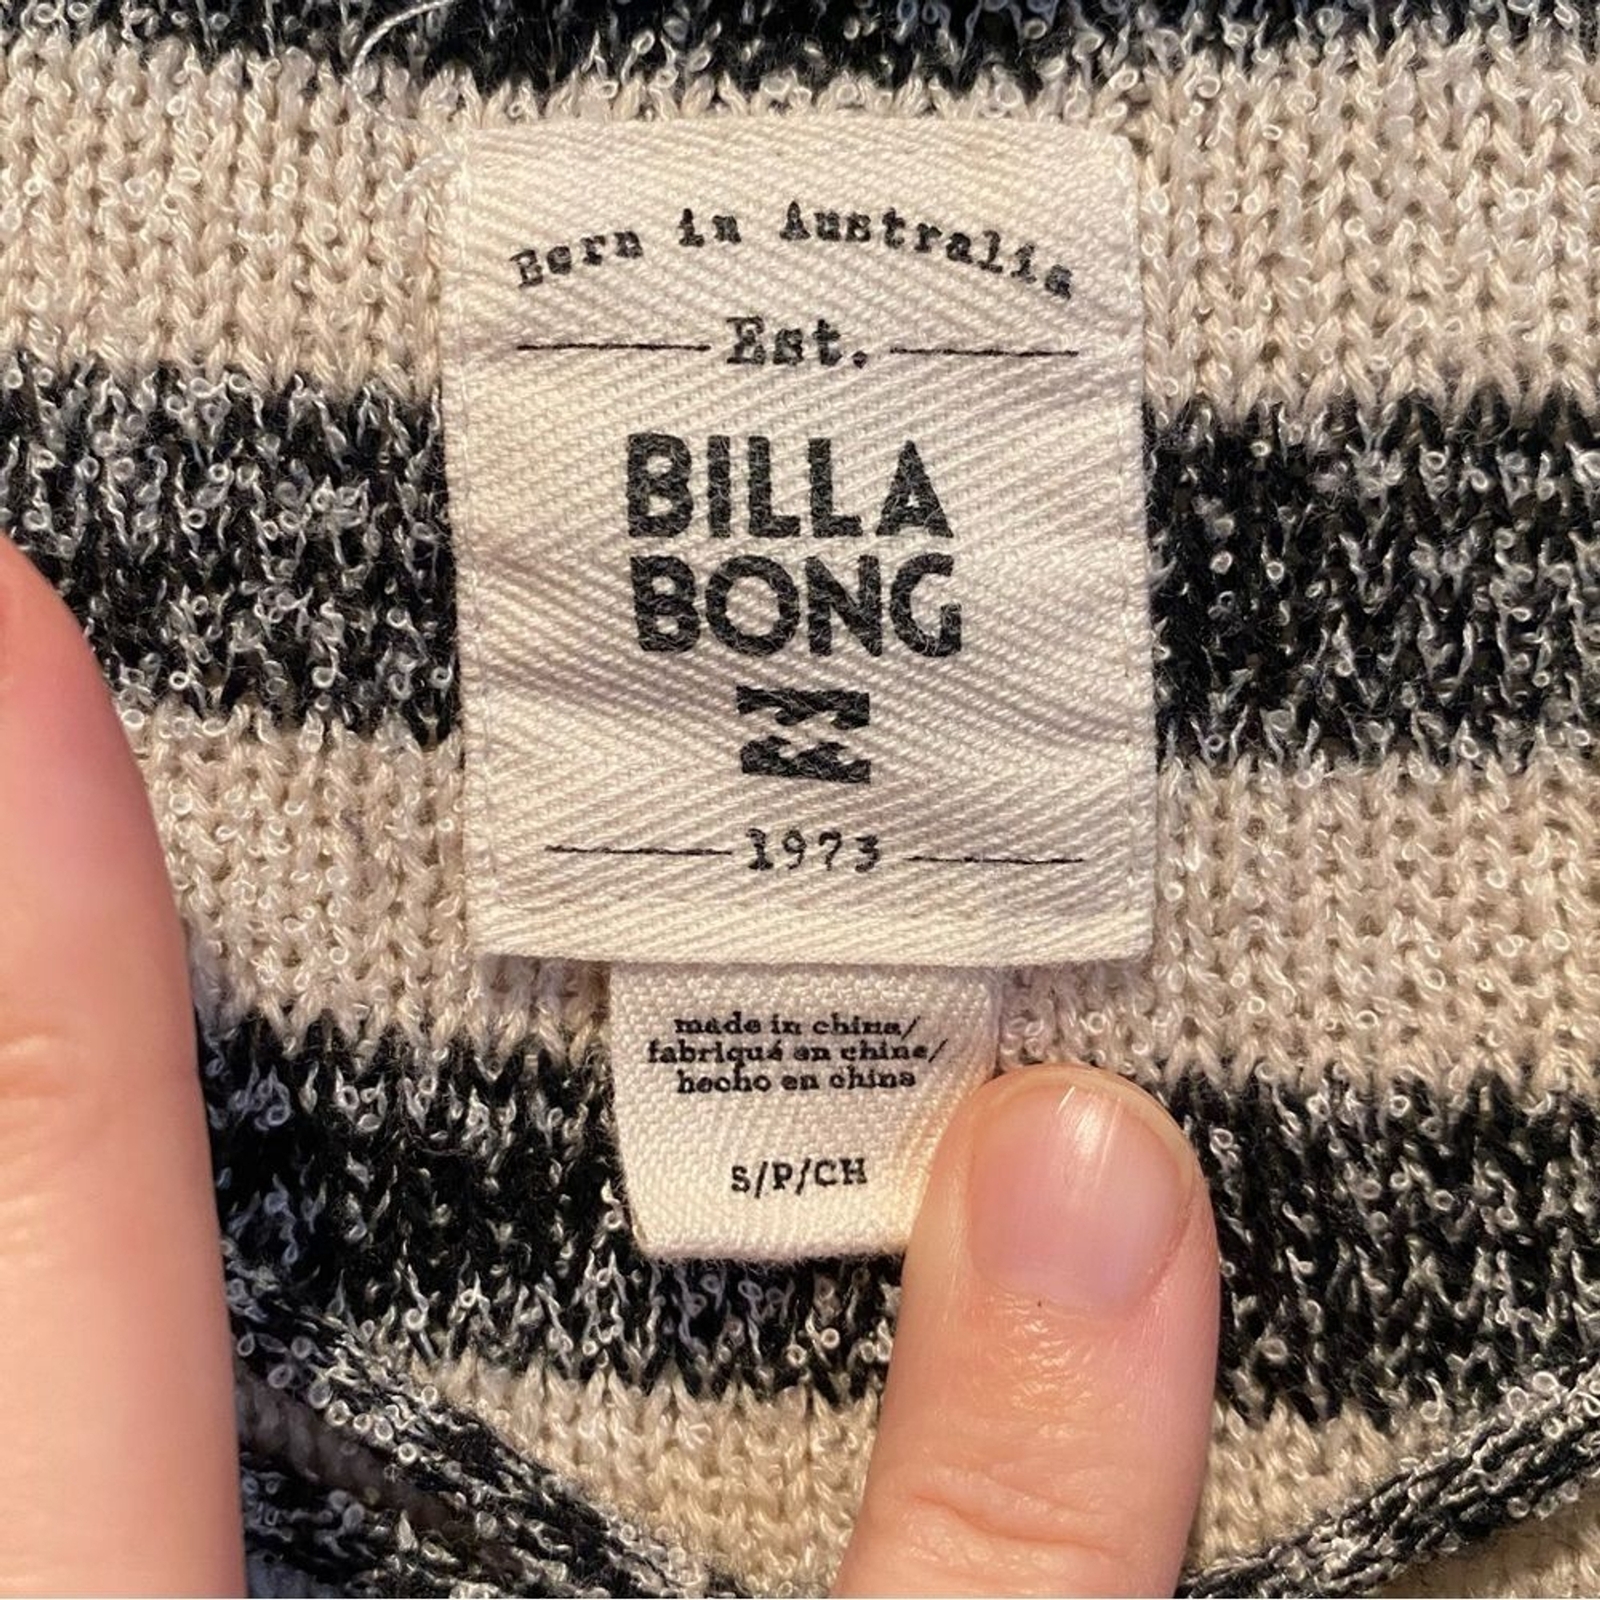 Born in Australia
Est.
BILLA
BONG
1973
made in china/
fabriqué en chine/
hecho en china
S/P/CH